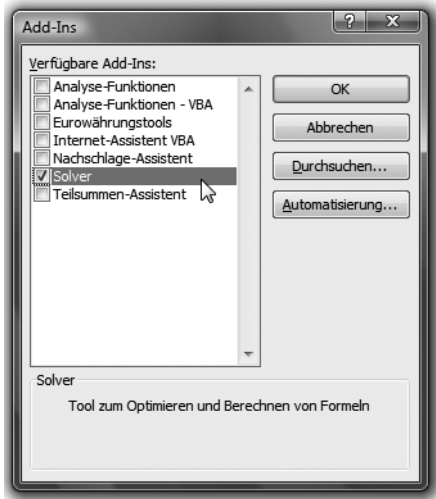 Add-Ins
Verfügbare Add-Ins:
Analyse-Funktionen
Analyse-Funktionen - VBA
Eurowährungstools
Internet-Assistent VBA
Nachschlage-Assistent
Solver
Teilsummen-Assistent
OK
Abbrechen
Durchsuchen...
Automatisierung...
Solver
Tool zum Optimieren und Berechnen von Formeln